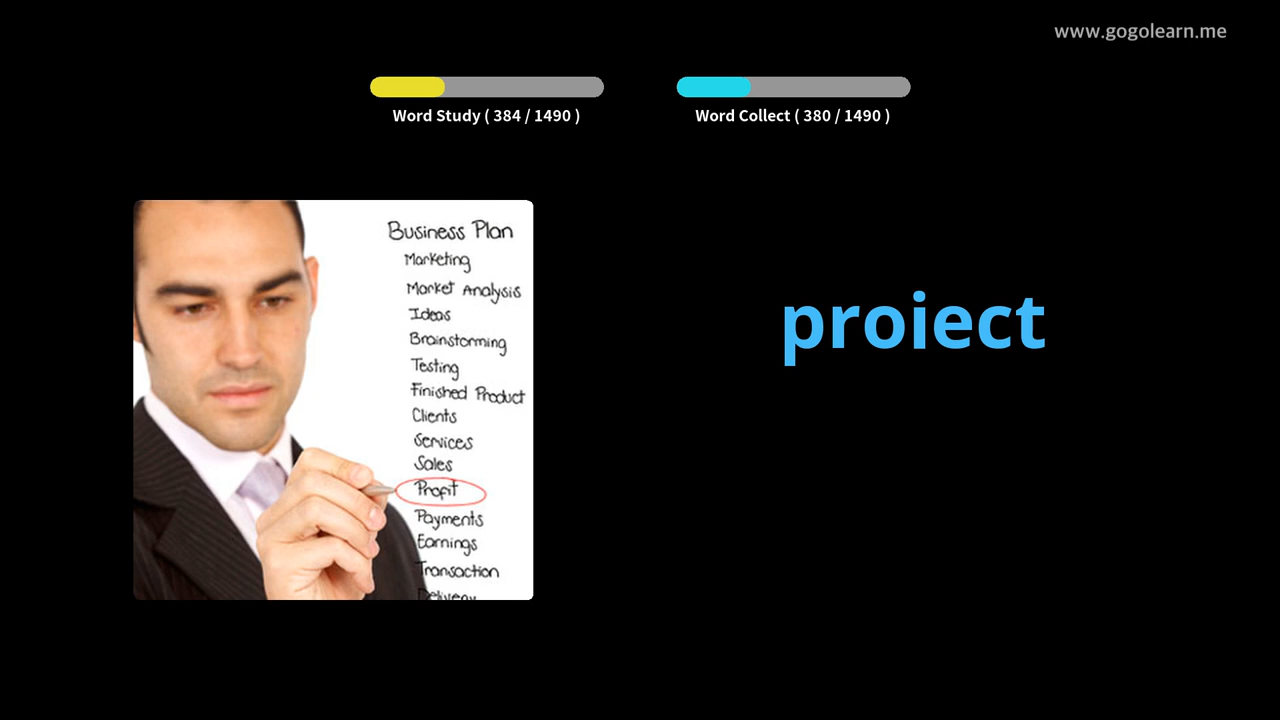 www.gogolearn.me
Word Study ( 384 / 1490 )
Word Collect ( 380 / 1490 )
Business Plan
Marketing
Market Analysis
Ideas
Brainstorming
Testing
Finished Product
Clients
Services
Sales
Profit
Payments
Earnings
Transaction
Delivery
proiect